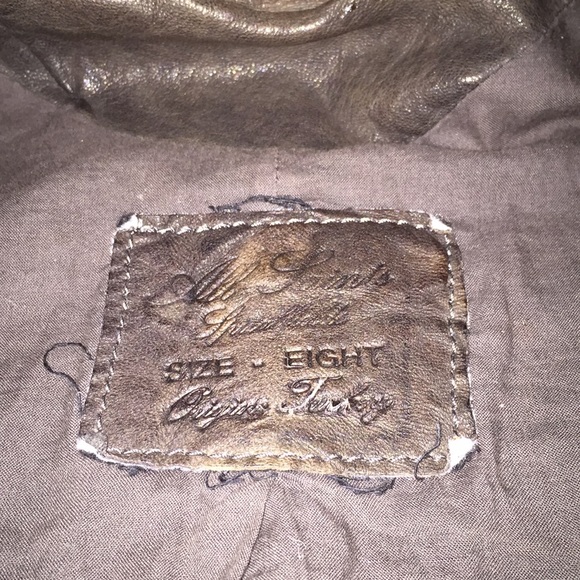 All Saints
Spitalfields
SIZE - EIGHT
Origin Turkey